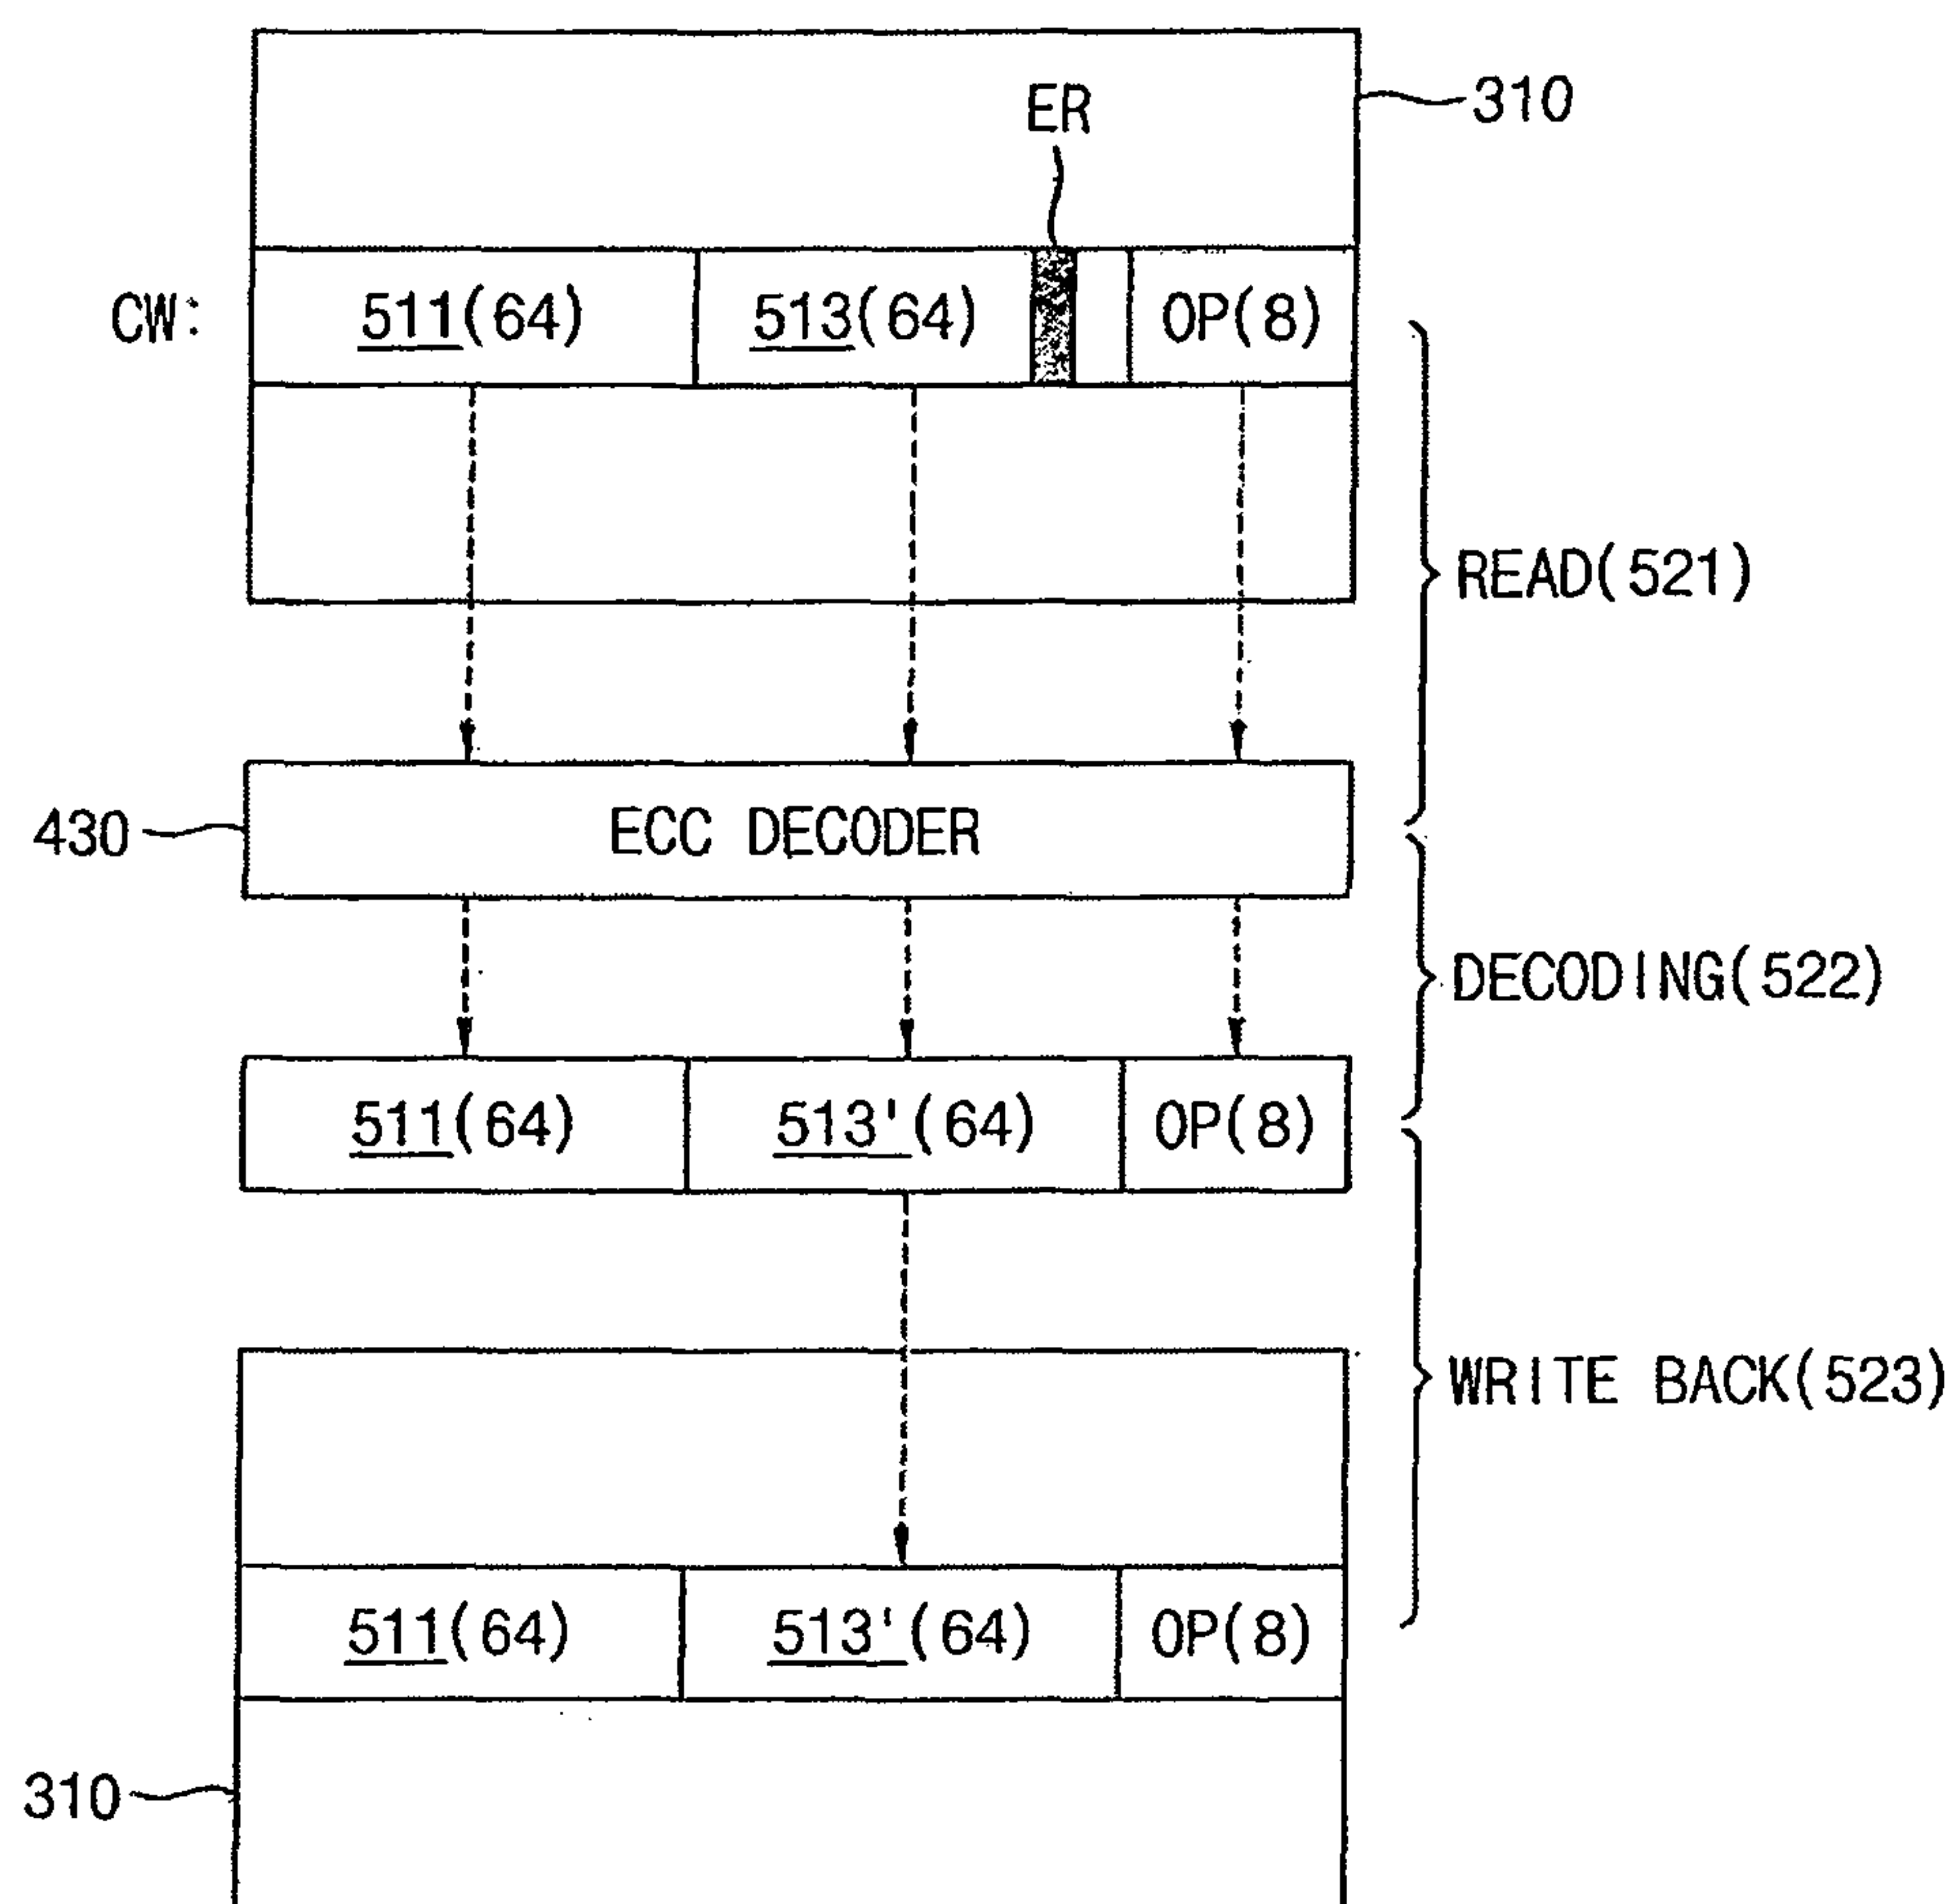 310
ER
CW: 511(64) 513(64) OP(8)
READ(521)
430 ECC DECODER
DECODING(522)
511(64) 513'(64) OP(8)
WRITE BACK(523)
511(64) 513'(64) OP(8)
310